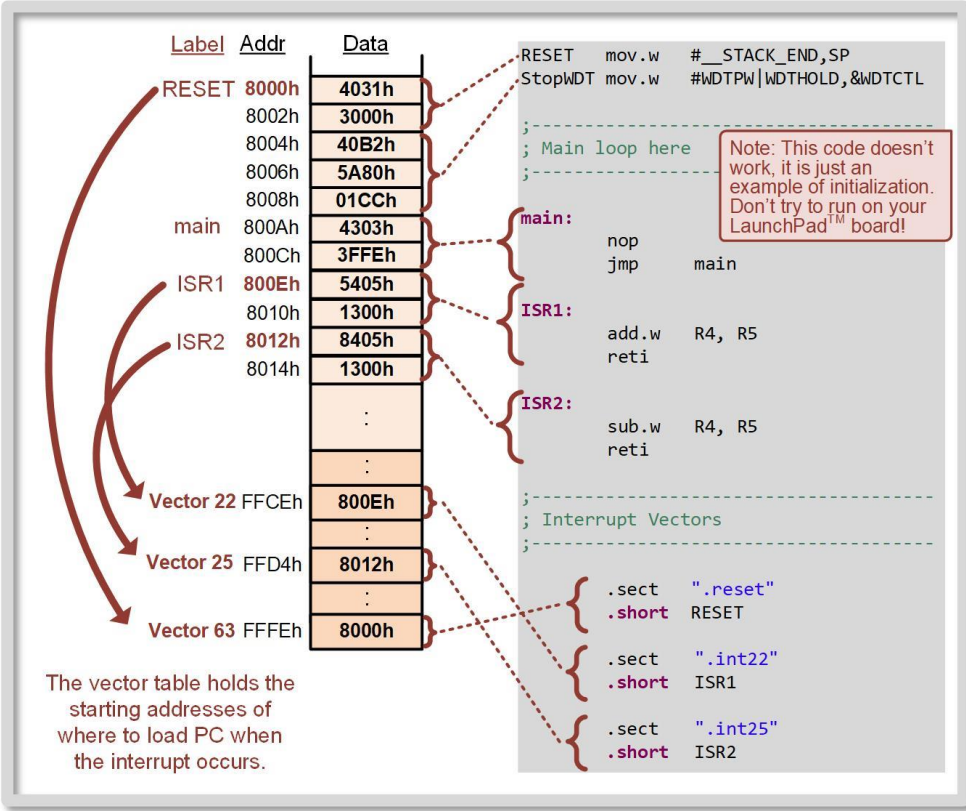 Label Addr Data
RESET 8000h 4031h
8002h 3000h
8004h 40B2h
8006h 5A80h
8008h 01CCh
main 800Ah 4303h
800Ch 3FFEh
ISR1 800Eh 5405h
8010h 1300h
ISR2 8012h 8405h
8014h 1300h
:
:
Vector 22 FFCEh 800Eh
:
Vector 25 FFD4h 8012h
:
Vector 63 FFFEh 8000h
The vector table holds the
starting addresses of
where to load PC when
the interrupt occurs.
RESET mov.w #__STACK_END,SP
StopWDT mov.w #WDTPW|WDTHOLD,&WDTCTL
;----------------------------------------
; Main loop here
;----------------------------------------
Note: This code doesn't
work, it is just an
example of initialization.
Don't try to run on your
LaunchPad™ board!
main:
nop
jmp main
ISR1:
add.w R4, R5
reti
ISR2:
sub.w R4, R5
reti
;----------------------------------------
; Interrupt Vectors
;----------------------------------------
.sect ".reset"
.short RESET
.sect ".int22"
.short ISR1
.sect ".int25"
.short ISR2